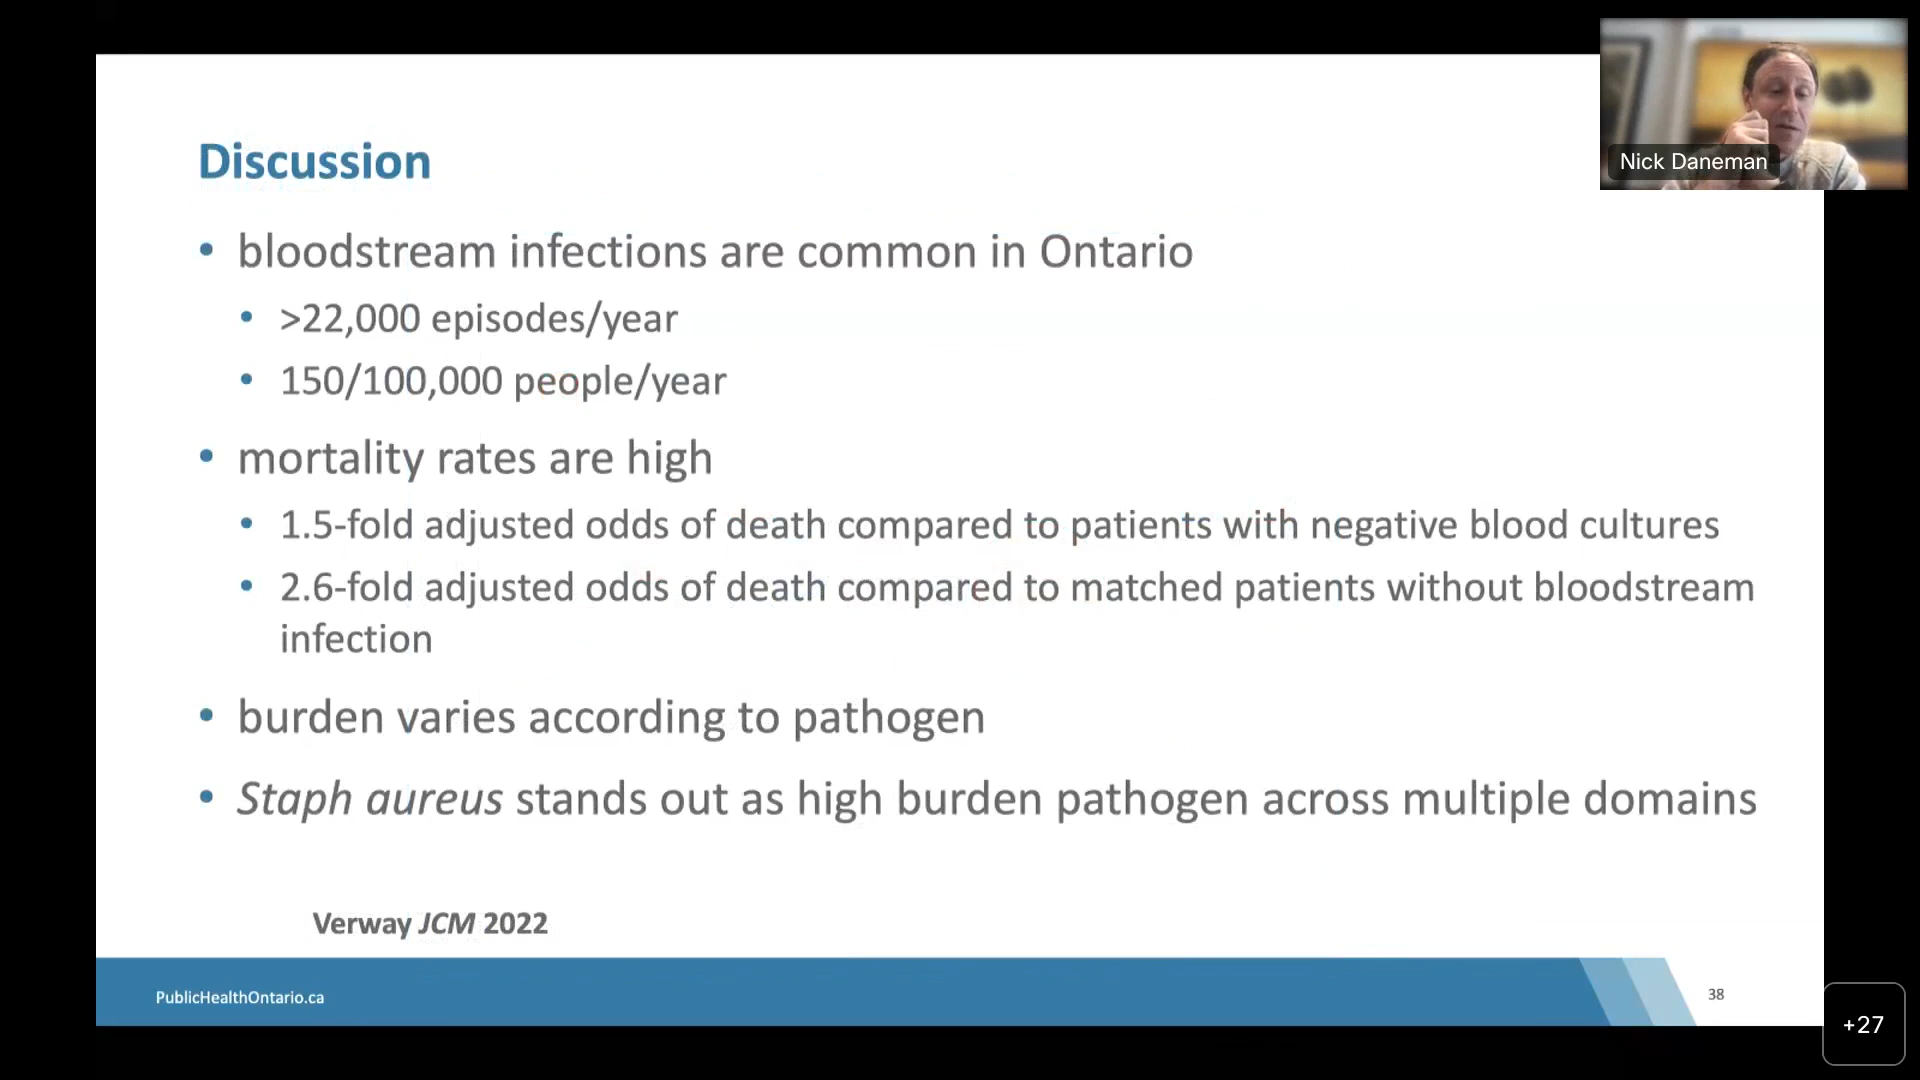 Nick Daneman
Discussion
• bloodstream infections are common in Ontario
• >22,000 episodes/year
• 150/100,000 people/year
• mortality rates are high
• 1.5-fold adjusted odds of death compared to patients with negative blood cultures
• 2.6-fold adjusted odds of death compared to matched patients without bloodstream
infection
• burden varies according to pathogen
• Staph aureus stands out as high burden pathogen across multiple domains
Verway JCM 2022
PublicHealthOntario.ca
38
+27